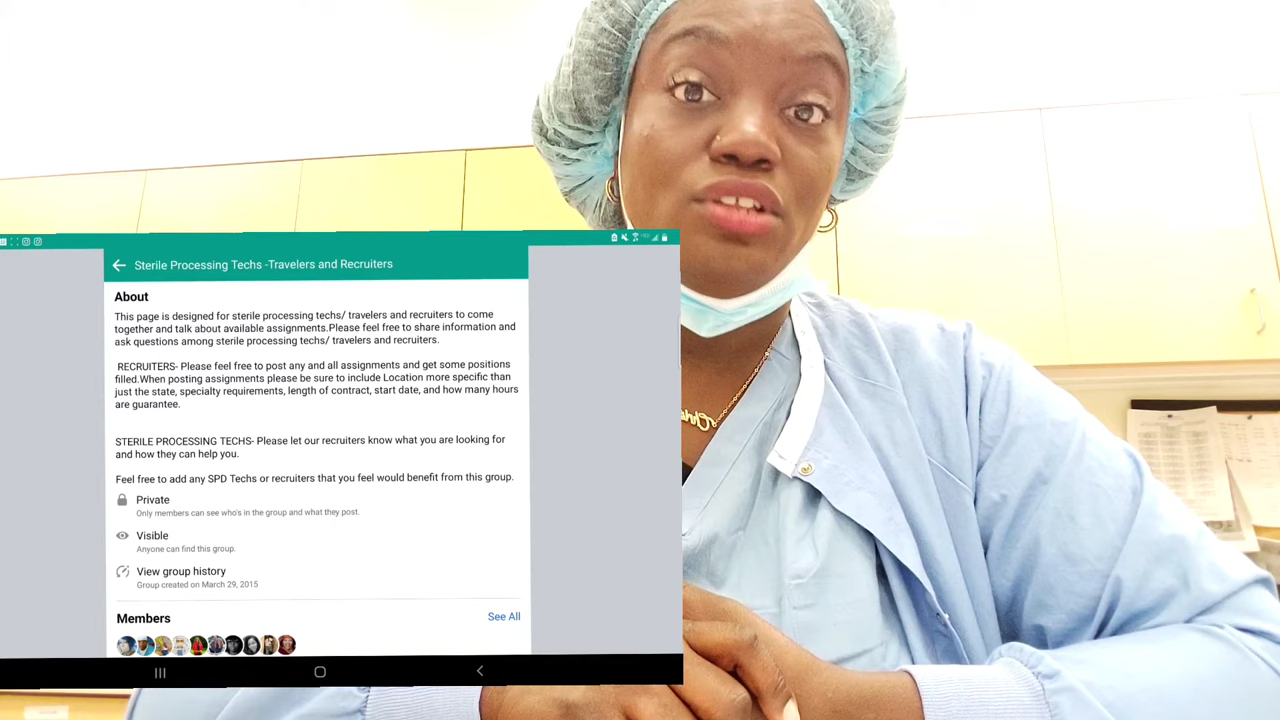 Sterile Processing Techs -Travelers and Recruiters
About
This page is designed for sterile processing techs/ travelers and recruiters to come
together and talk about available assignments.Please feel free to share information and
ask questions among sterile processing techs/ travelers and recruiters.
RECRUITERS- Please feel free to post any and all assignments and get some positions
filled.When posting assignments please be sure to include Location more specific than
just the state, specialty requirements, length of contract, start date, and how many hours
are guarantee.
STERILE PROCESSING TECHS- Please let our recruiters know what you are looking for
and how they can help you.
Feel free to add any SPD Techs or recruiters that you feel would benefit from this group.
Private
Only members can see who's in the group and what they post.
Visible
Anyone can find this group.
View group history
Group created on March 29, 2015
Members
See All